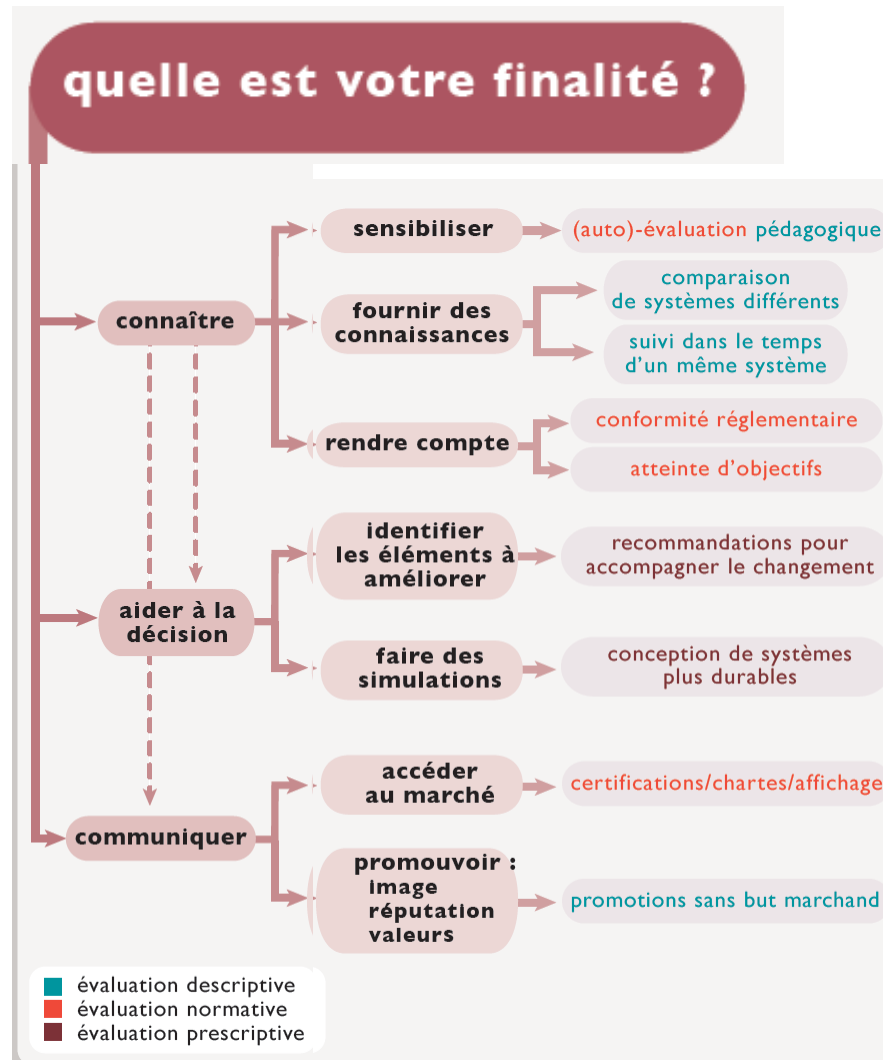 quelle est votre finalité ?
sensibiliser
(auto)-évaluation pédagogique
connaître
fournir des
connaissances
comparaison
de systèmes différents
suivi dans le temps
d'un même système
rendre compte
conformité réglementaire
atteinte d'objectifs
aider à la
décision
identifier
les éléments à
améliorer
recommandations pour
accompagner le changement
faire des
simulations
conception de systèmes
plus durables
communiquer
accéder
au marché
certifications/chartes/affichage
promouvoir :
image
réputation
valeurs
promotions sans but marchand
évaluation descriptive
évaluation normative
évaluation prescriptive